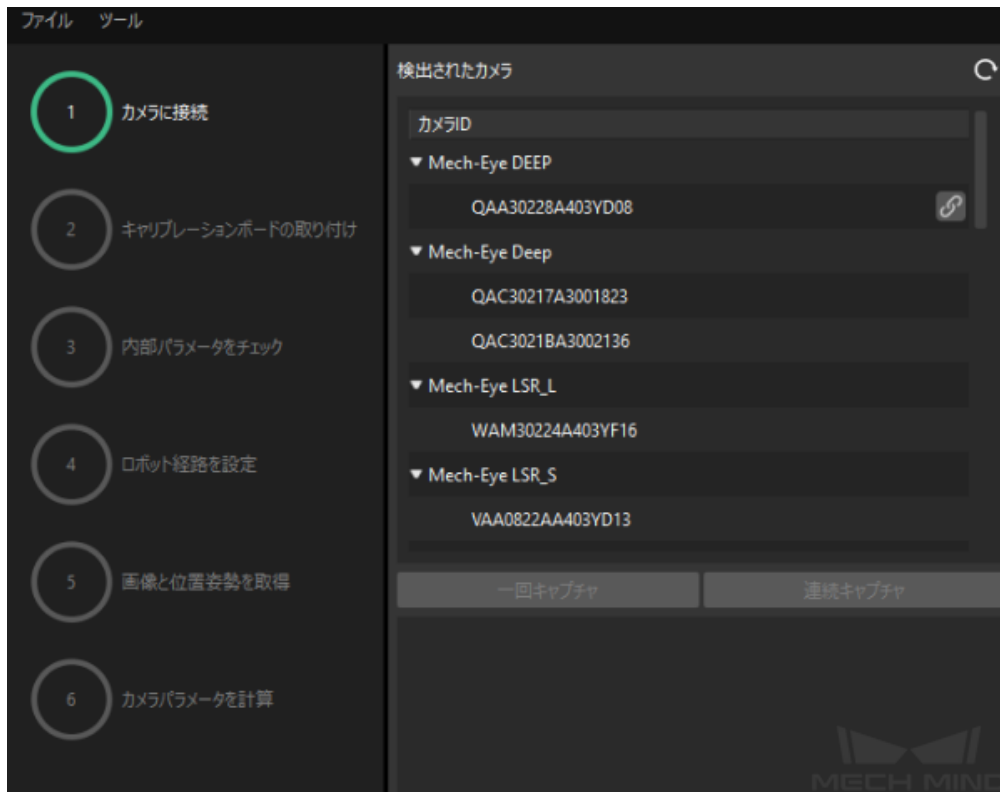 ファイル ツール
1 カメラに接続
2 キャリブレーションボードの取り付け
3 内部パラメータをチェック
4 ロボット経路を設定
5 画像と位置姿勢を取得
6 カメラパラメータを計算
検出されたカメラ
カメラID
Mech-Eye DEEP
QAA30228A403YD08
Mech-Eye Deep
QAC30217A3001823
QAC3021BA3002136
Mech-Eye LSR_L
WAM30224A403YF16
Mech-Eye LSR_S
VAA0822AA403YD13
一回キャプチャ 連続キャプチャ
MECH MIND